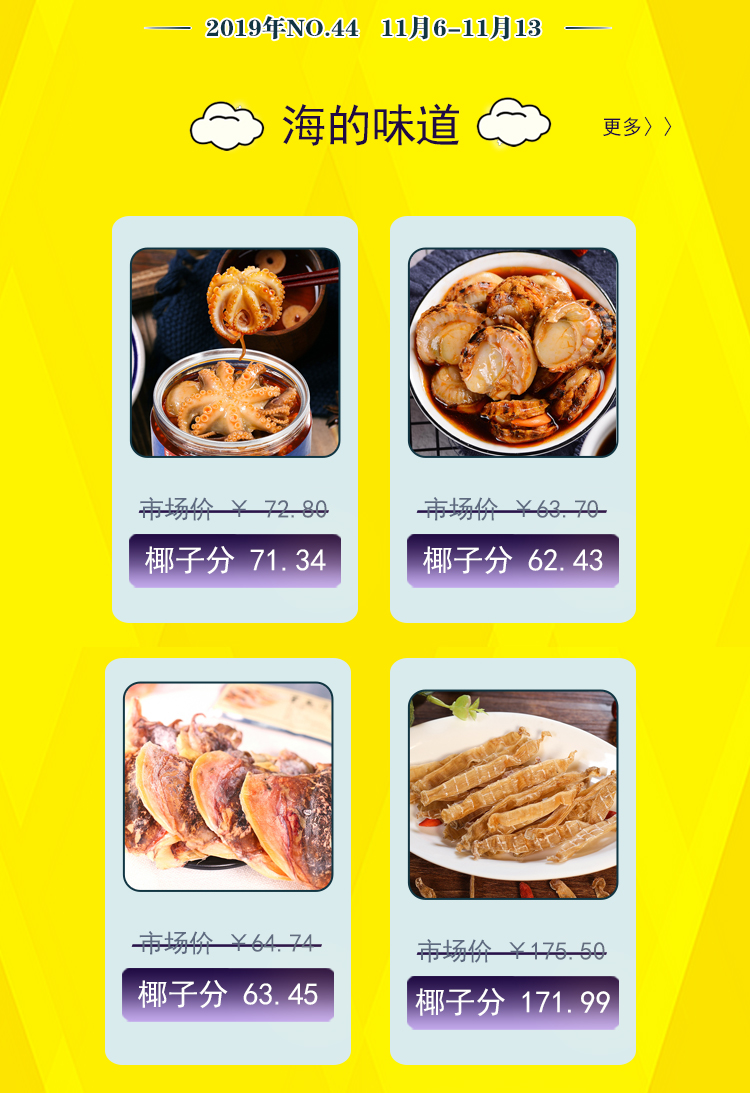 2019年NO.44 11月6-11月13
海的味道
更多〉〉
市场价 ¥ 72.80
市场价 ¥63.70
椰子分 71.34
椰子分 62.43
市场价 ¥64.74
市场价 ¥175.50
椰子分 63.45
椰子分 171.99